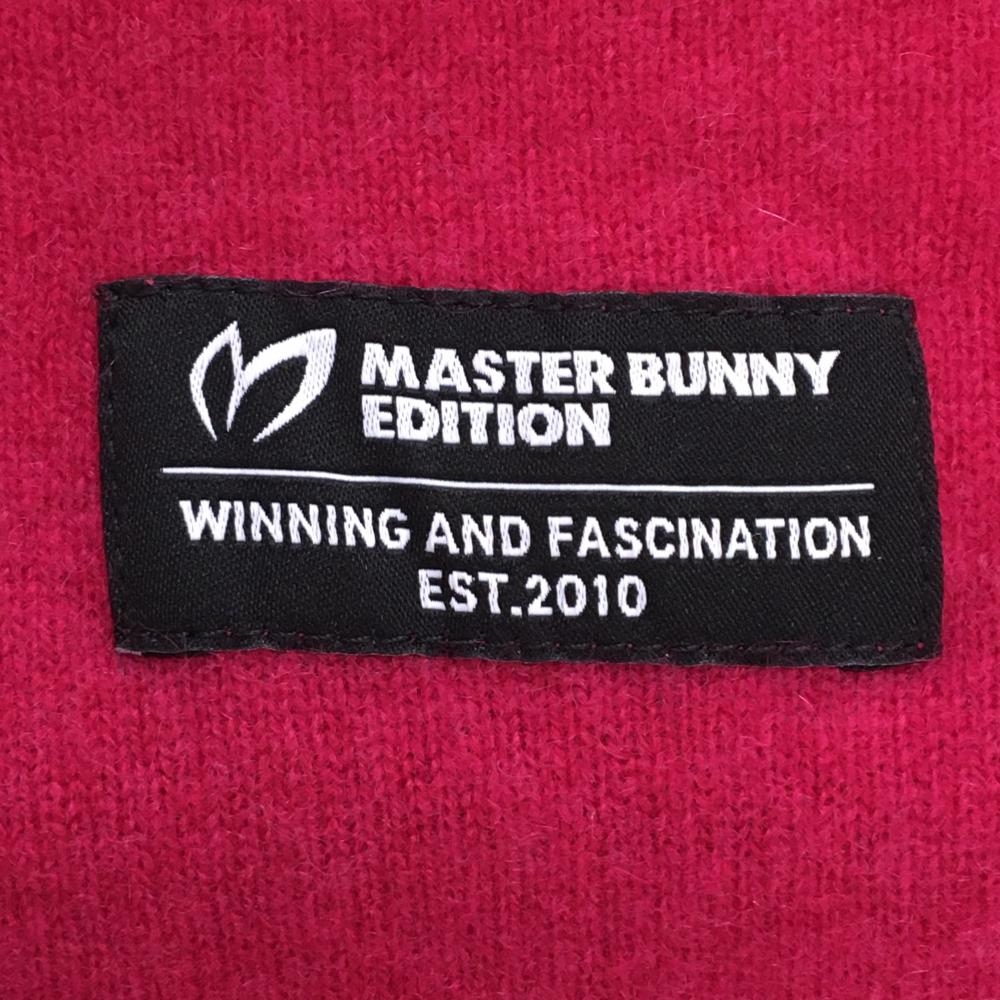 MASTER BUNNY
EDITION
WINNING AND FASCINATION
EST.2010